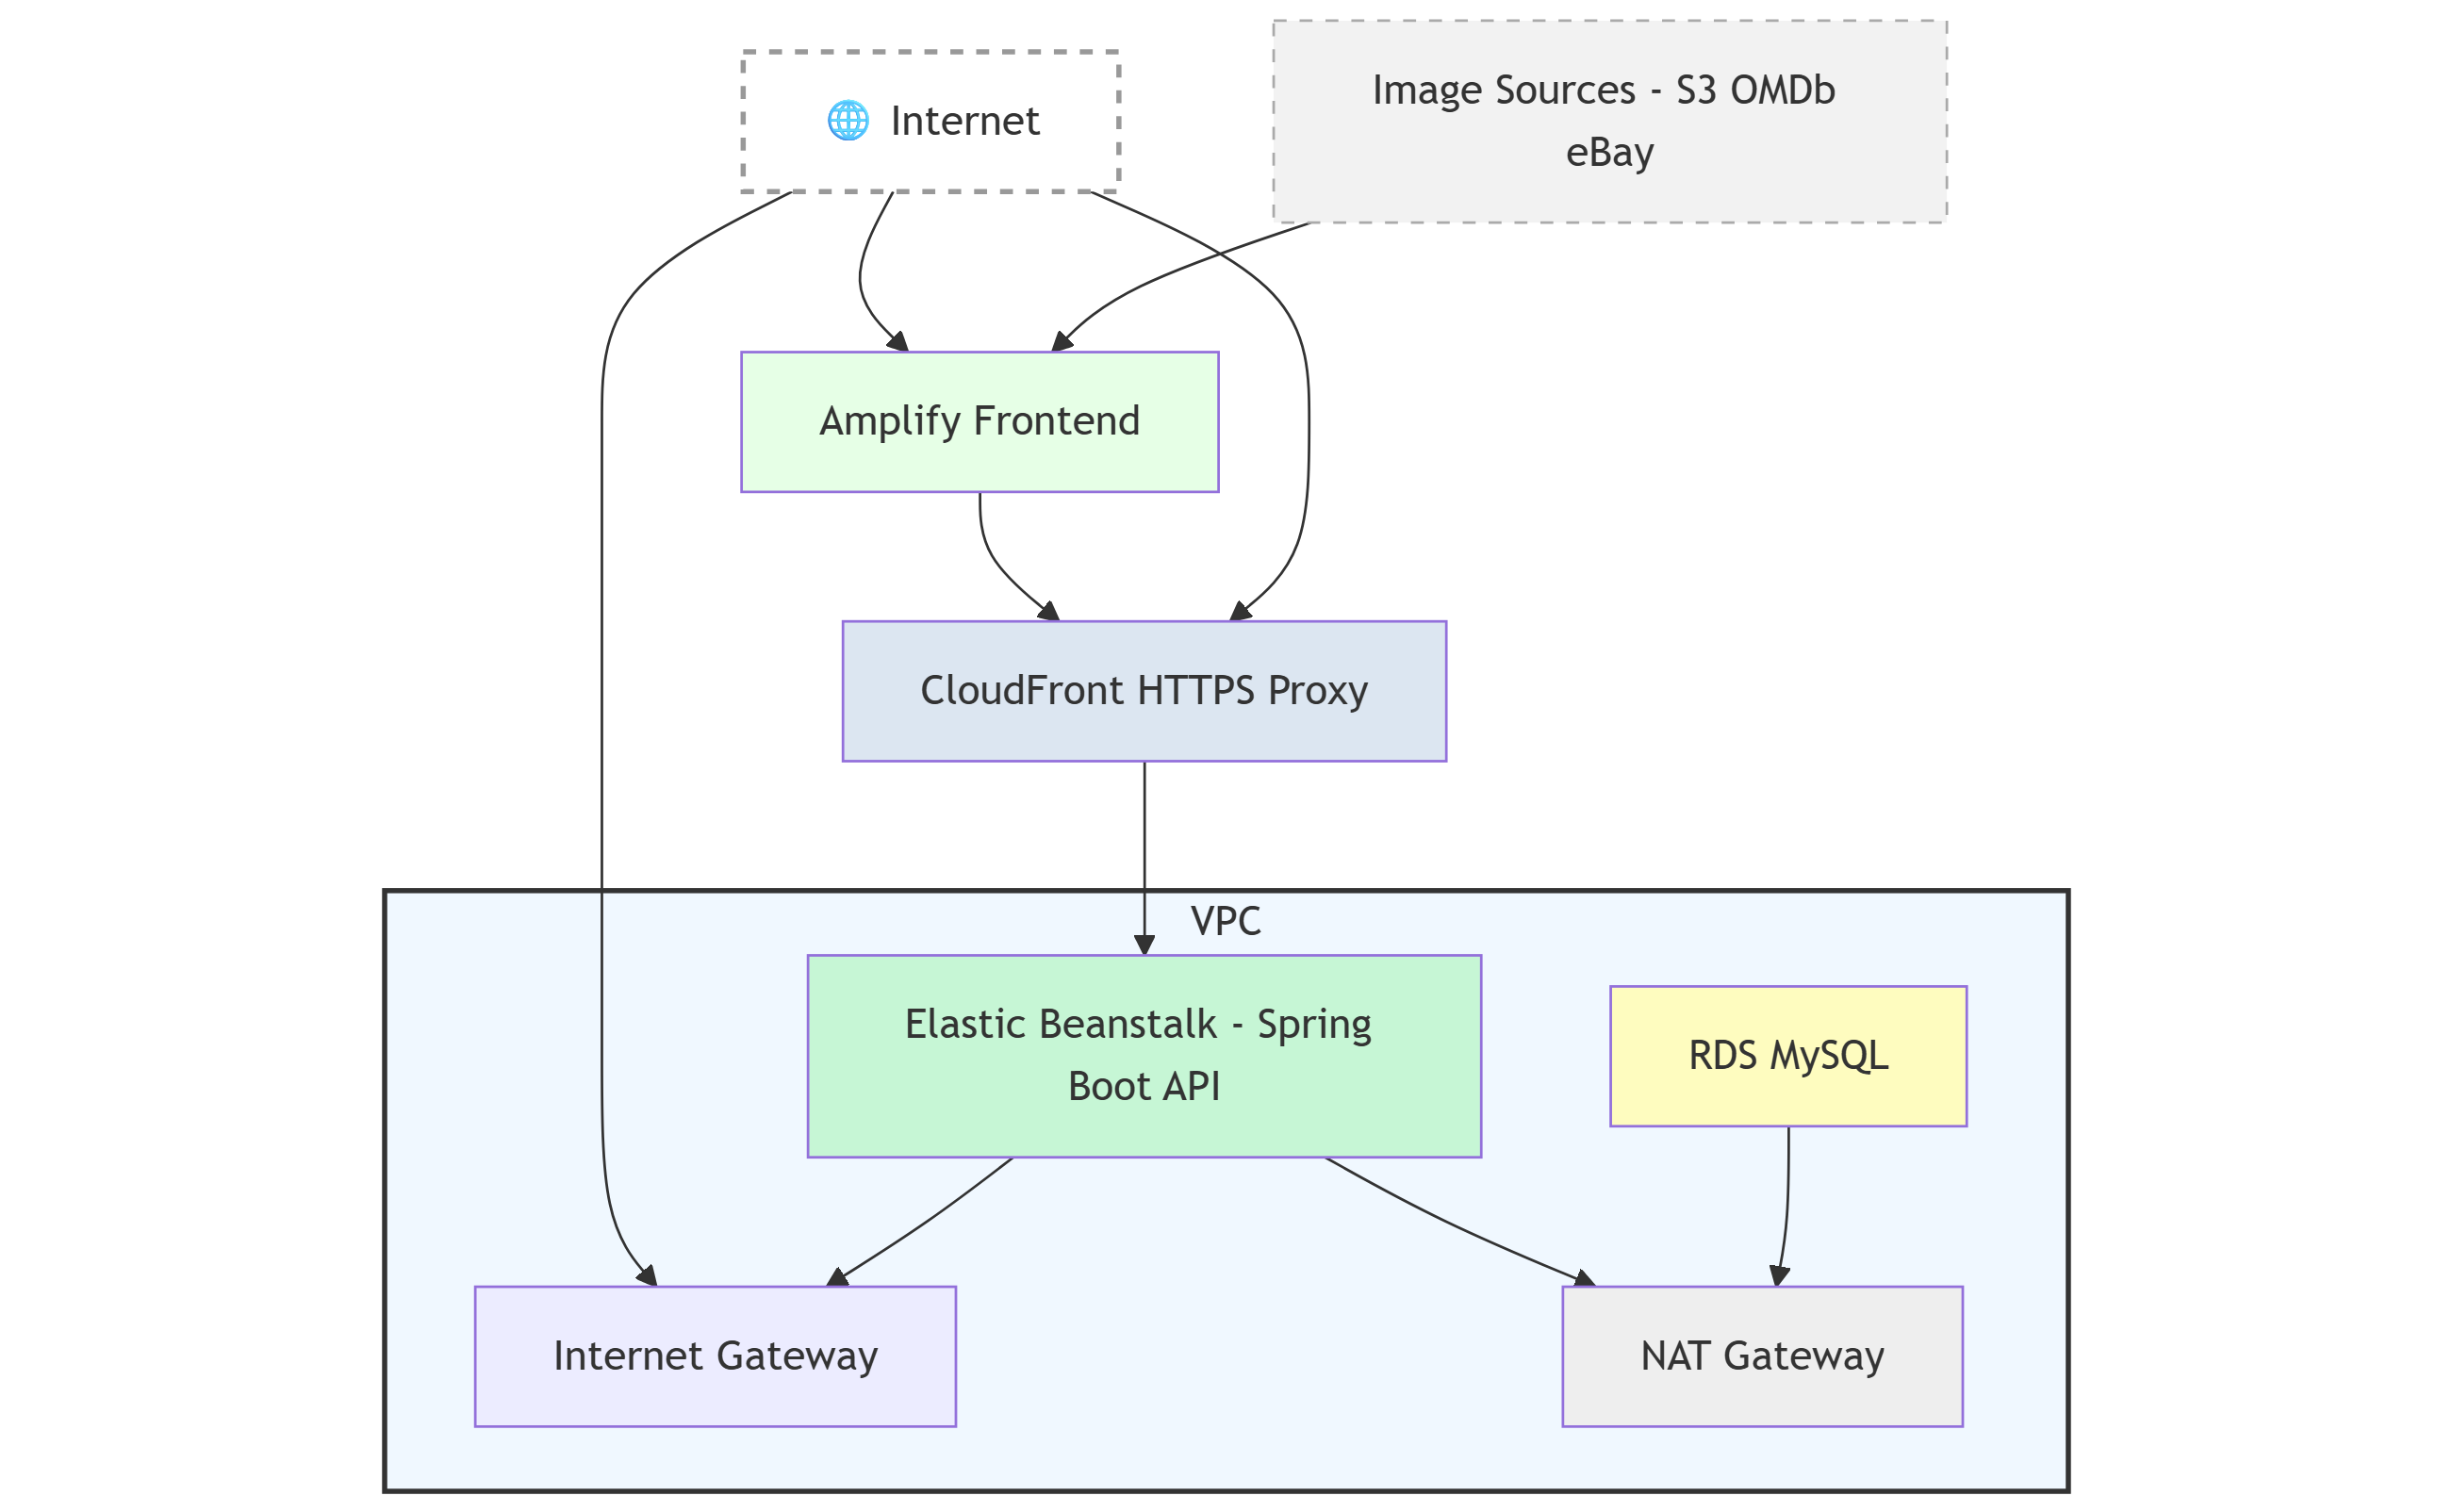 🌐 Internet
Image Sources - S3 OMDb
eBay
Amplify Frontend
CloudFront HTTPS Proxy
VPC
Elastic Beanstalk - Spring
Boot API
RDS MySQL
Internet Gateway
NAT Gateway